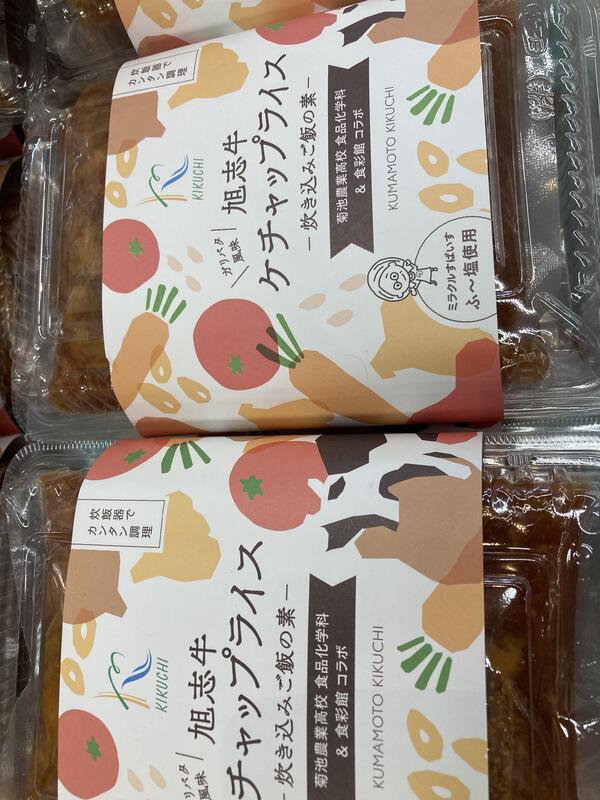 炊飯器で
カンタン調理
KIKUCHI
ガリバタ
風味
旭志牛
ケチャップライス
炊き込みご飯の素
菊池農業高校 食品化学科
& 食彩館 コラボ
KUMAMOTO KIKUCHI
ミラクルすぱいす
ふ〜塩使用
炊飯器で
カンタン調理
KIKUCHI
リバタ
風味
旭志牛
チャップライス
炊き込みご飯の素
菊池農業高校 食品化学科
& 食彩館 コラボ
KUMAMOTO KIKUCHI